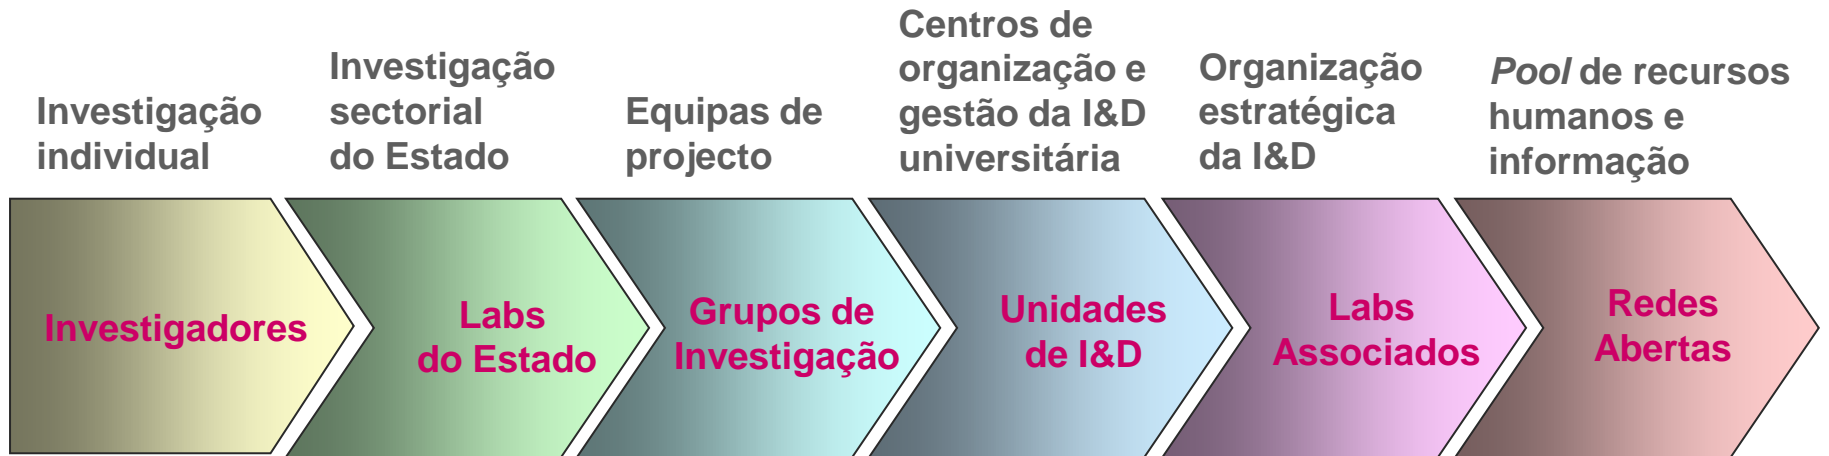 Investigação
individual
Investigação
sectorial
do Estado
Equipas de
projecto
Centros de
organização e
gestão da I&D
universitária
Organização
estratégica
da I&D
Pool de recursos
humanos e
informação
Investigadores
Labs
do Estado
Grupos de
Investigação
Unidades
de I&D
Labs
Associados
Redes
Abertas